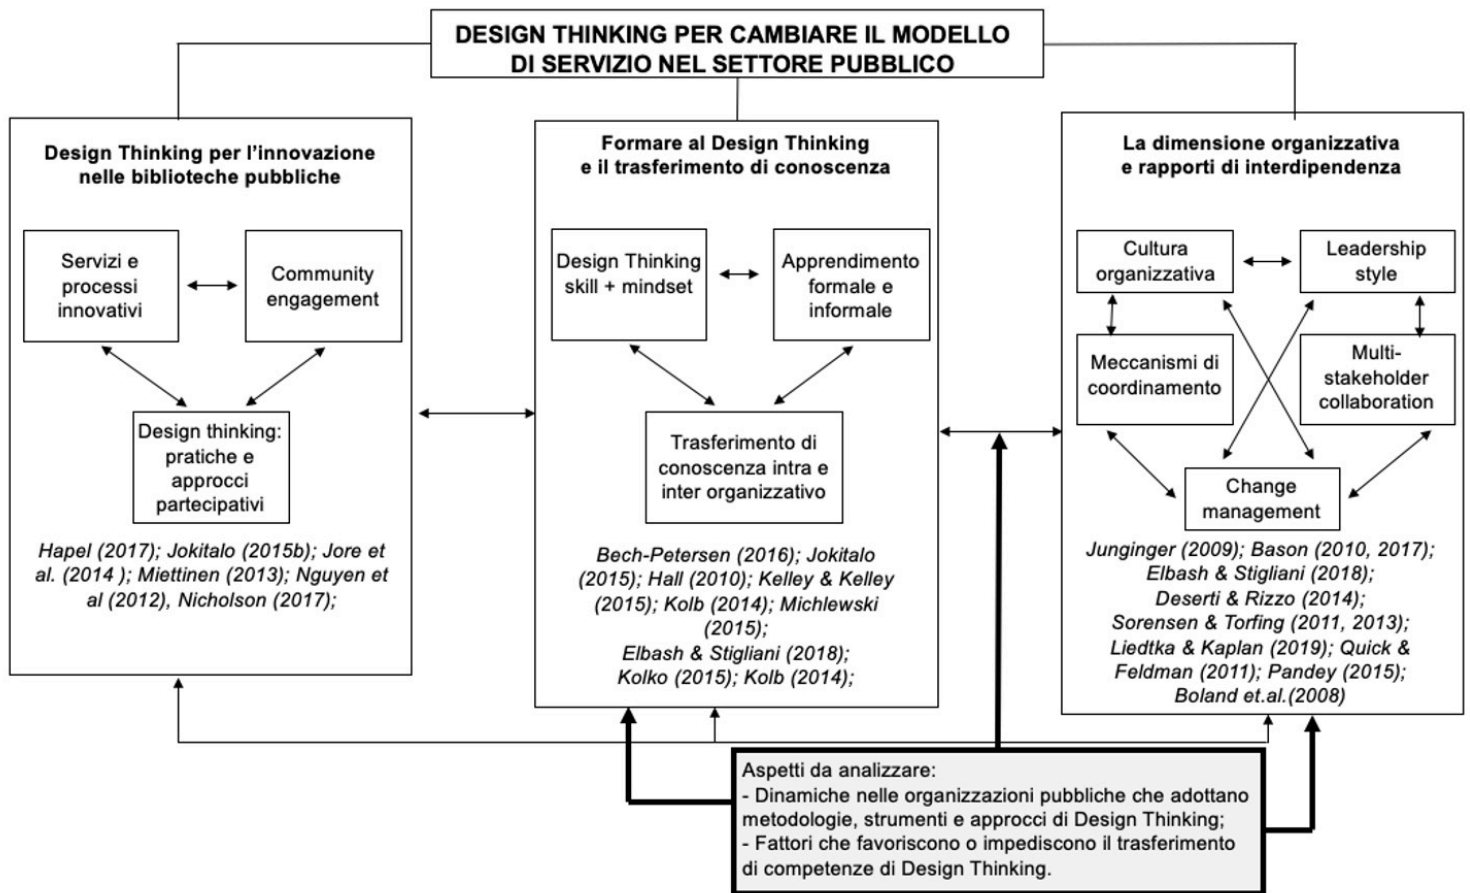 DESIGN THINKING PER CAMBIARE IL MODELLO
DI SERVIZIO NEL SETTORE PUBBLICO
Design Thinking per l'innovazione
nelle biblioteche pubbliche
Servizi e
processi
innovativi
Community
engagement
Design thinking:
pratiche e
approcci
partecipativi
Hapel (2017); Jokitalo (2015b); Jore et
al. (2014 ); Miettinen (2013); Nguyen et
al (2012), Nicholson (2017);
Formare al Design Thinking
e il trasferimento di conoscenza
Design Thinking
skill + mindset
Apprendimento
formale e
informale
Trasferimento di
conoscenza intra e
inter organizzativo
Bech-Petersen (2016); Jokitalo
(2015); Hall (2010); Kelley & Kelley
(2015); Kolb (2014); Michlewski
(2015);
Elbash & Stigliani (2018);
Kolko (2015); Kolb (2014);
La dimensione organizzativa
e rapporti di interdipendenza
Cultura
organizzativa
Leadership
style
Meccanismi di
coordinamento
Multi-
stakeholder
collaboration
Change
management
Junginger (2009); Bason (2010, 2017);
Elbash & Stigliani (2018);
Deserti & Rizzo (2014);
Sorensen & Torfing (2011, 2013);
Liedtka & Kaplan (2019); Quick &
Feldman (2011); Pandey (2015);
Boland et.al.(2008)
Aspetti da analizzare:
- Dinamiche nelle organizzazioni pubbliche che adottano
metodologie, strumenti e approcci di Design Thinking;
- Fattori che favoriscono o impediscono il trasferimento
di competenze di Design Thinking.